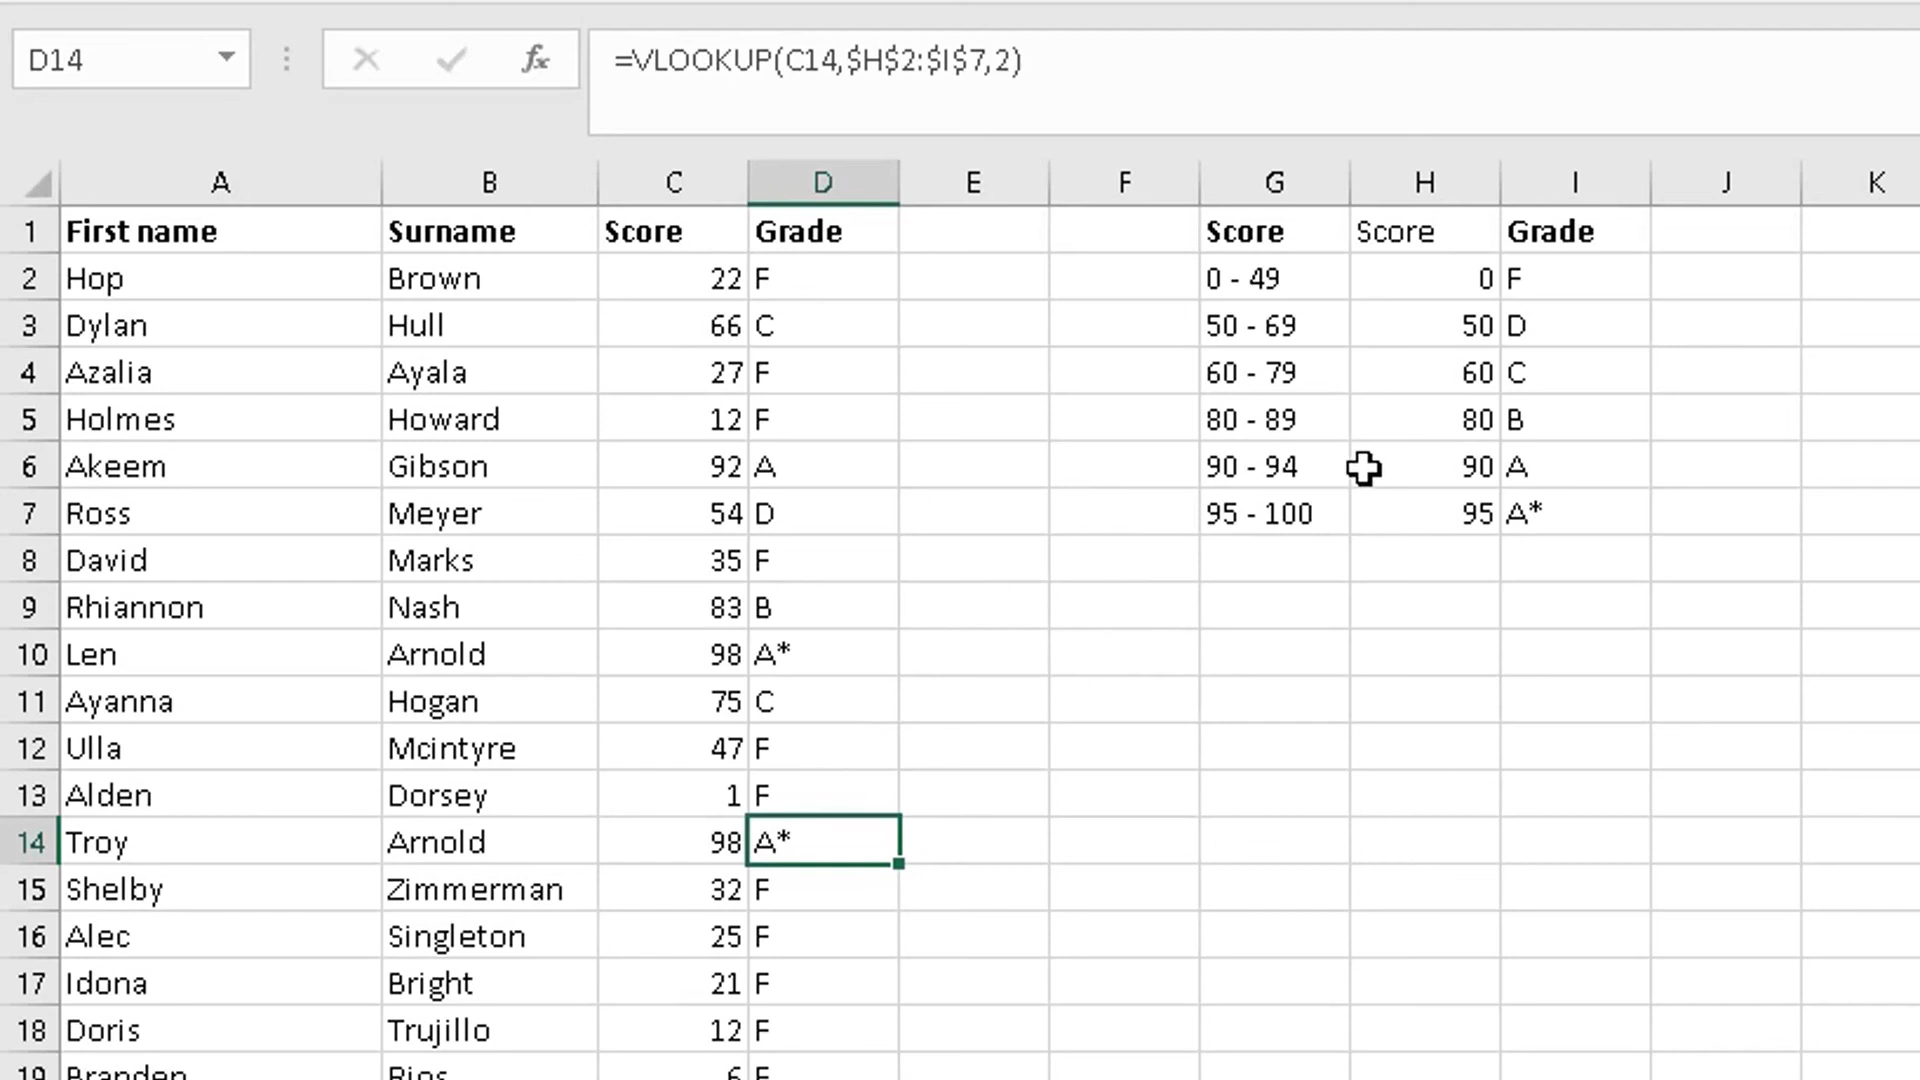 D14 fx =VLOOKUP(C14,$H$2:$I$7,2)
A B C D E F G H I J K
1 First name Surname Score Grade Score Score Grade
2 Hop Brown 22 F 0 - 49 0 F
3 Dylan Hull 66 C 50 - 69 50 D
4 Azalia Ayala 27 F 60 - 79 60 C
5 Holmes Howard 12 F 80 - 89 80 B
6 Akeem Gibson 92 A 90 - 94 90 A
7 Ross Meyer 54 D 95 - 100 95 A*
8 David Marks 35 F
9 Rhiannon Nash 83 B
10 Len Arnold 98 A*
11 Ayanna Hogan 75 C
12 Ulla Mcintyre 47 F
13 Alden Dorsey 1 F
14 Troy Arnold 98 A*
15 Shelby Zimmerman 32 F
16 Alec Singleton 25 F
17 Idona Bright 21 F
18 Doris Trujillo 12 F
19 Branden Rios 6 F